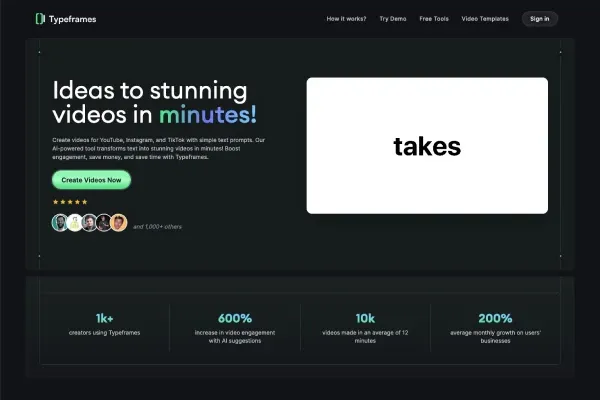 Typeframes
How it works?
Try Demo
Free Tools
Video Templates
Sign in
Ideas to stunning
videos in minutes!
Create videos for YouTube, Instagram, and TikTok with simple text prompts. Our
AI-powered tool transforms text into stunning videos in minutes! Boost
engagement, save money, and save time with Typeframes.
Create Videos Now
and 1,000+ others
takes
1k+
creators using Typeframes
600%
increase in video engagement
with AI suggestions
10k
videos made in an average of 12
minutes
200%
average monthly growth on users'
businesses